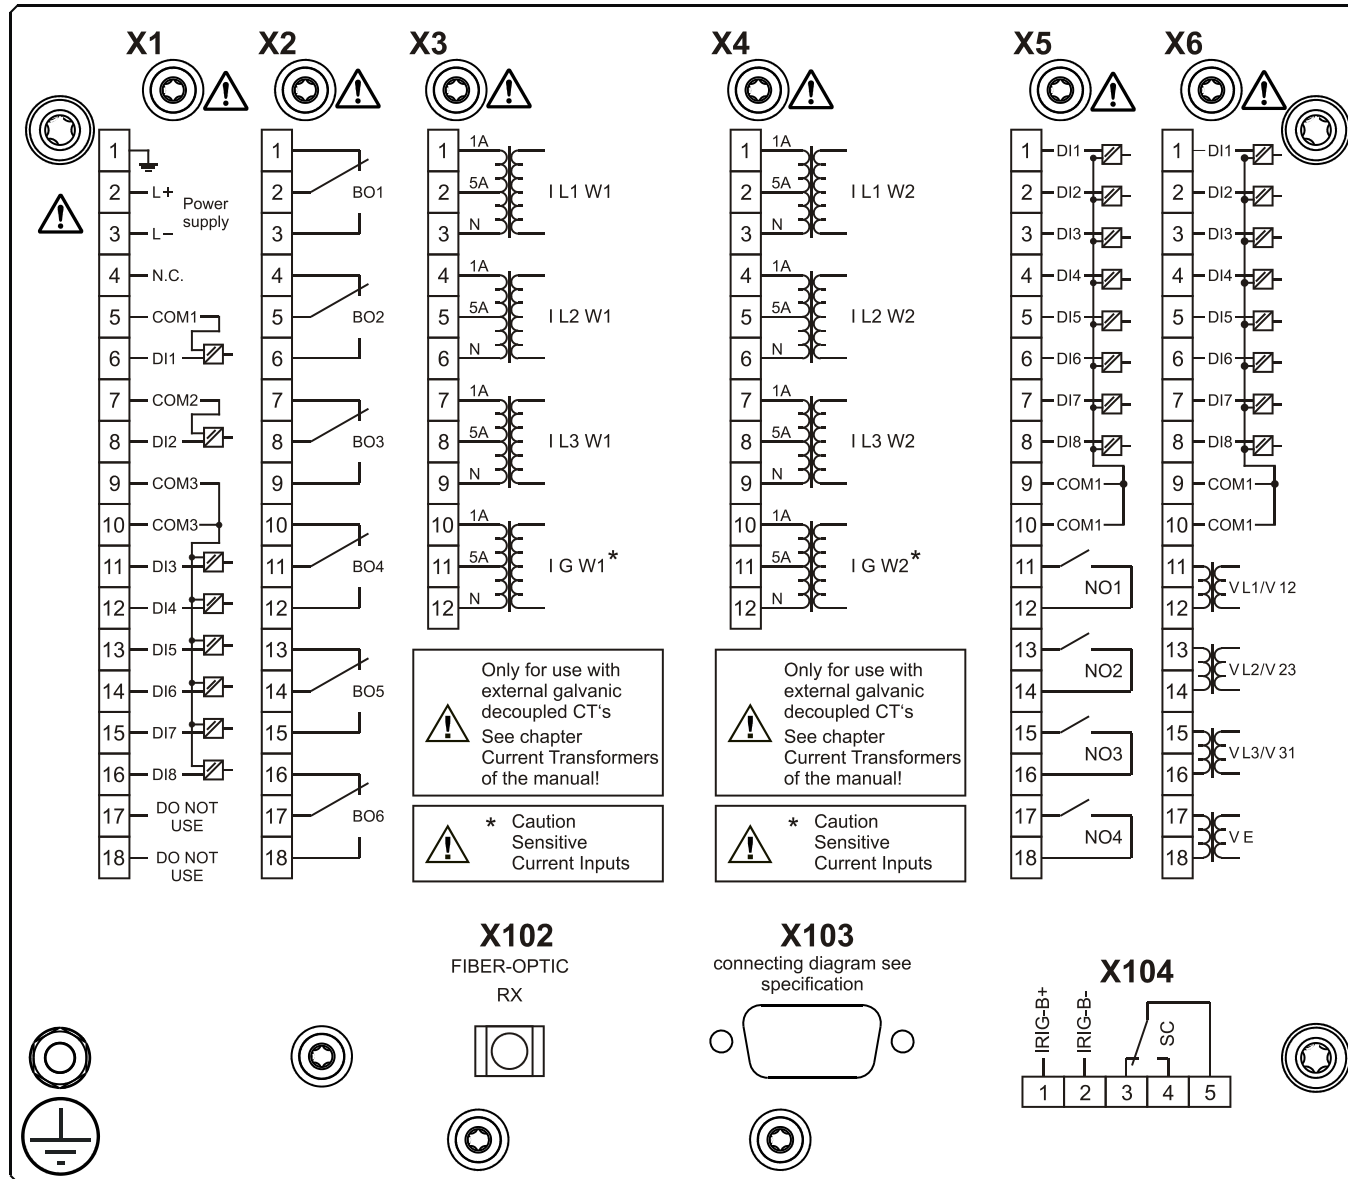 X1
X2
X3
X4
X5
X6
1
2 L+
Power
supply
3 L−
4 N.C.
5 COM1
6 DI1
7 COM2
8 DI2
9 COM3
10 COM3
11 DI3
12 DI4
13 DI5
14 DI6
15 DI7
16 DI8
17 DO NOT
USE
18 DO NOT
USE
1
2 BO1
3
4
5 BO2
6
7
8 BO3
9
10
11 BO4
12
13
14 BO5
15
16
17 BO6
18
1 1A
2 5A I L1 W1
3 N
4 1A
5 5A I L2 W1
6 N
7 1A
8 5A I L3 W1
9 N
10 1A
11 5A I G W1*
12 N
Only for use with
external galvanic
decoupled CT‘s
See chapter
Current Transformers
of the manual!
* Caution
Sensitive
Current Inputs
1 1A
2 5A I L1 W2
3 N
4 1A
5 5A I L2 W2
6 N
7 1A
8 5A I L3 W2
9 N
10 1A
11 5A I G W2*
12 N
Only for use with
external galvanic
decoupled CT‘s
See chapter
Current Transformers
of the manual!
* Caution
Sensitive
Current Inputs
1 DI1
2 DI2
3 DI3
4 DI4
5 DI5
6 DI6
7 DI7
8 DI8
9 COM1
10 COM1
11
NO1
12
13
NO2
14
15
NO3
16
17
NO4
18
1 DI1
2 DI2
3 DI3
4 DI4
5 DI5
6 DI6
7 DI7
8 DI8
9 COM1
10 COM1
11
V L1/V 12
12
13
V L2/V 23
14
15
V L3/V 31
16
17
V E
18
X102
FIBER-OPTIC
RX
X103
connecting diagram see
specification
X104
IRIG-B+
IRIG-B-
SC
1 2 3 4 5